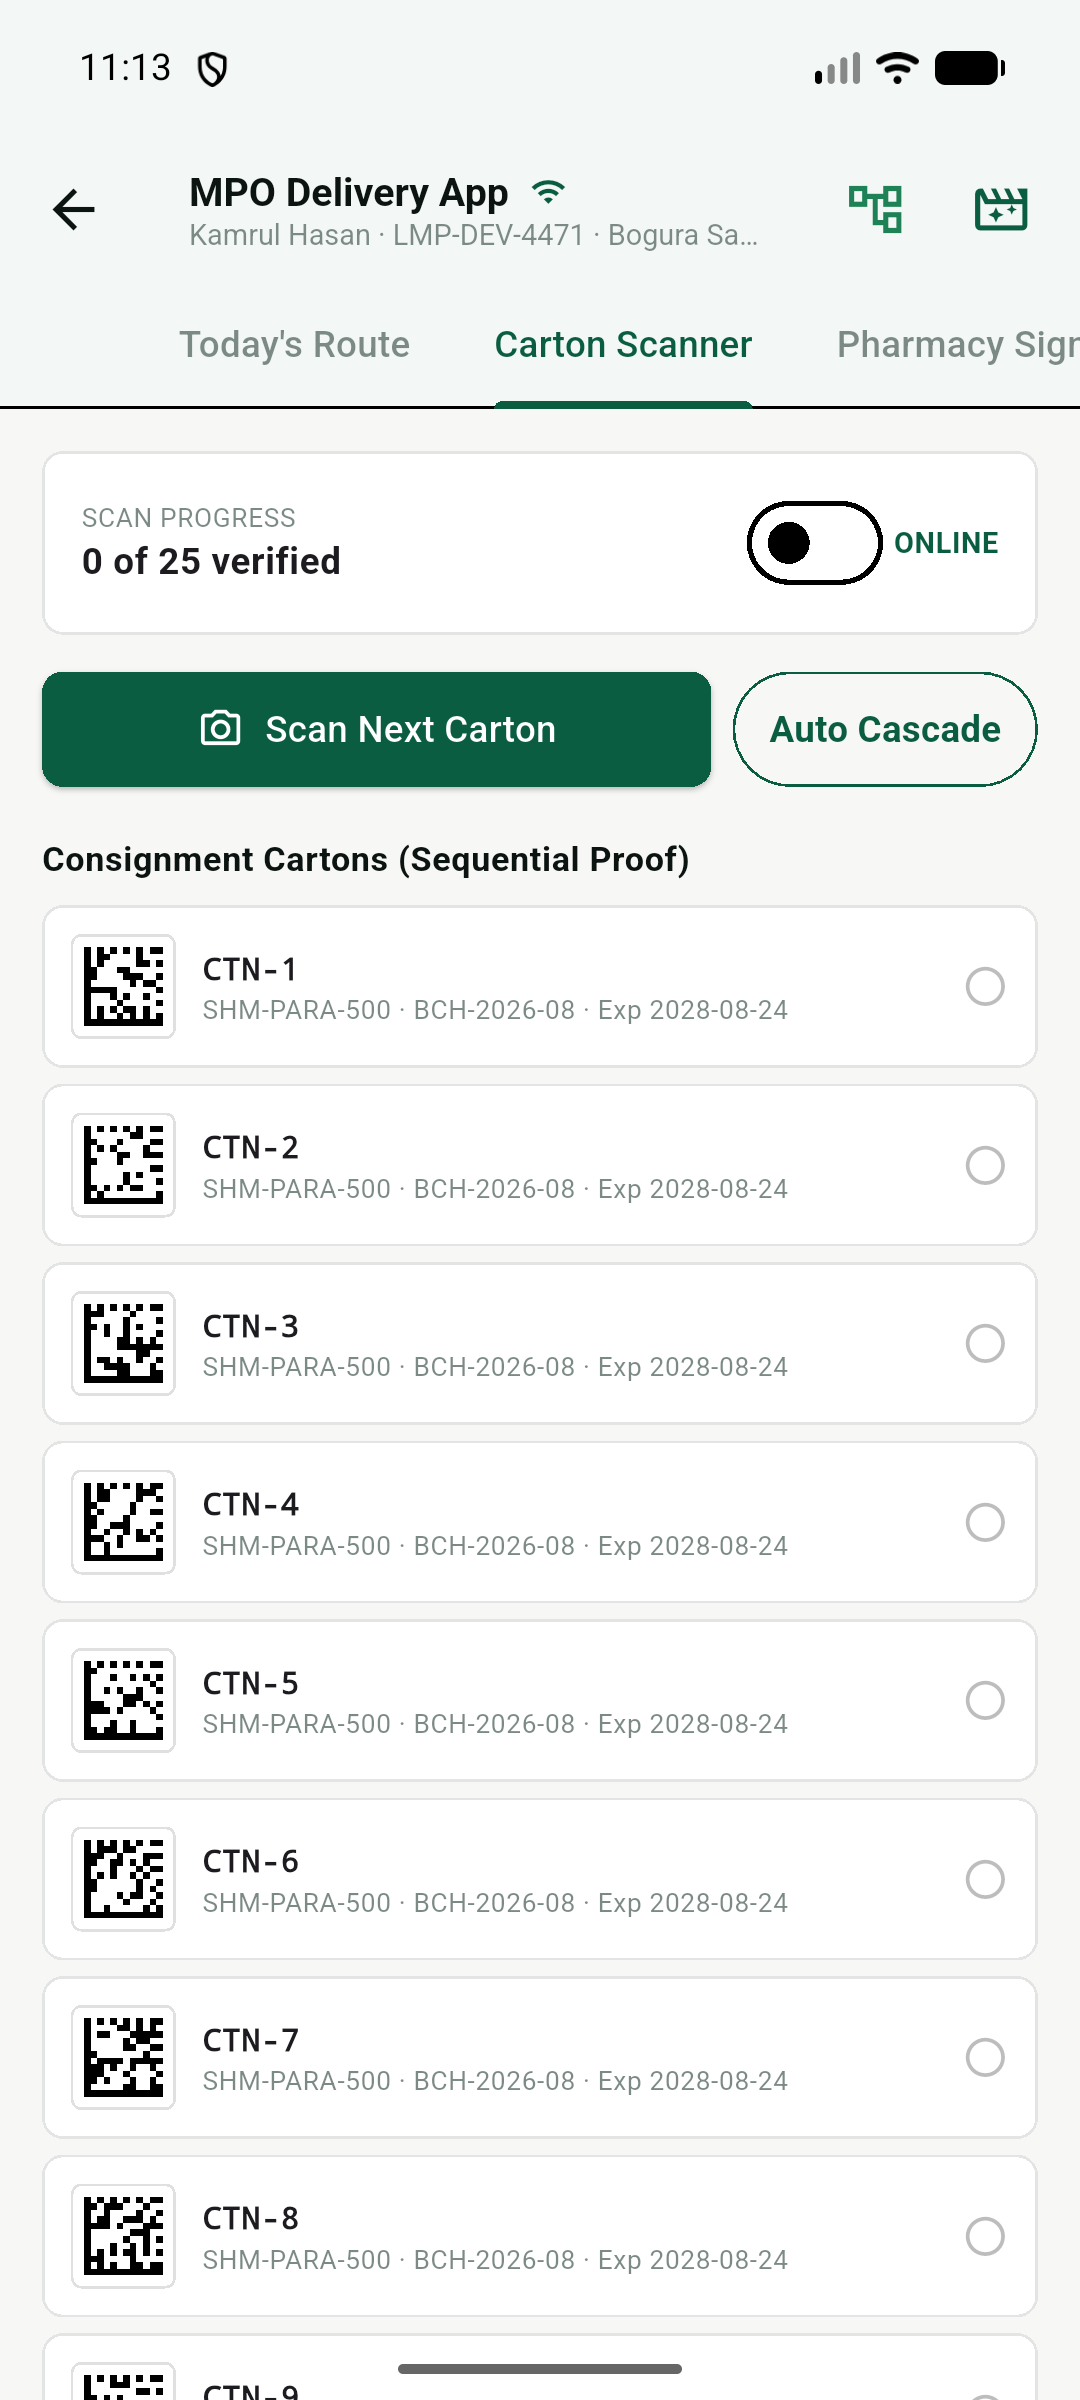 11:13
MPO Delivery App
Kamrul Hasan · LMP-DEV-4471 · Bogura Sa...
Today's Route
Carton Scanner
Pharmacy Sign
SCAN PROGRESS
0 of 25 verified
ONLINE
Scan Next Carton
Auto Cascade
Consignment Cartons (Sequential Proof)
CTN-1
SHM-PARA-500 · BCH-2026-08 · Exp 2028-08-24
CTN-2
SHM-PARA-500 · BCH-2026-08 · Exp 2028-08-24
CTN-3
SHM-PARA-500 · BCH-2026-08 · Exp 2028-08-24
CTN-4
SHM-PARA-500 · BCH-2026-08 · Exp 2028-08-24
CTN-5
SHM-PARA-500 · BCH-2026-08 · Exp 2028-08-24
CTN-6
SHM-PARA-500 · BCH-2026-08 · Exp 2028-08-24
CTN-7
SHM-PARA-500 · BCH-2026-08 · Exp 2028-08-24
CTN-8
SHM-PARA-500 · BCH-2026-08 · Exp 2028-08-24
CTN-9